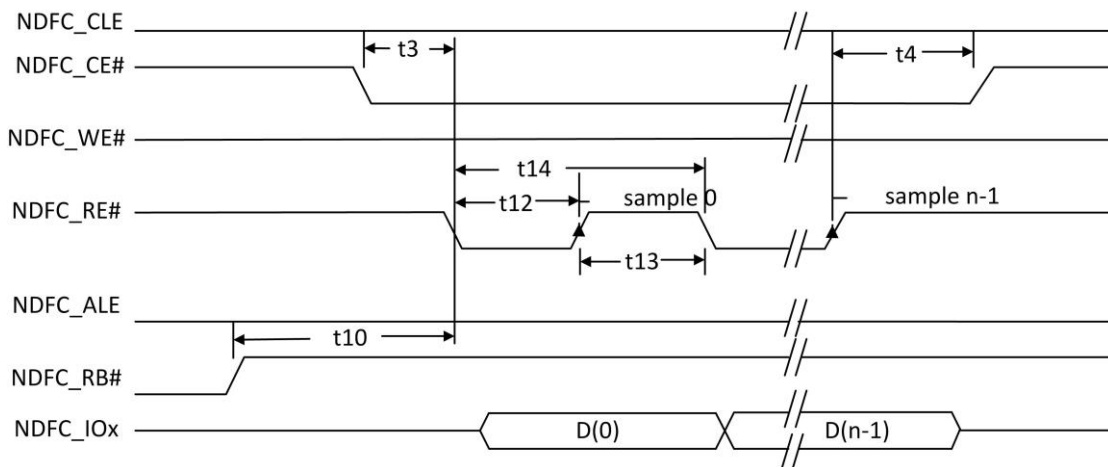 NDFC_CLE
t3
t4
NDFC_CE#
NDFC_WE#
t14
t12
sample 0
sample n-1
NDFC_RE#
t13
NDFC_ALE
t10
NDFC_RB#
NDFC_IOx
D(0)
D(n-1)